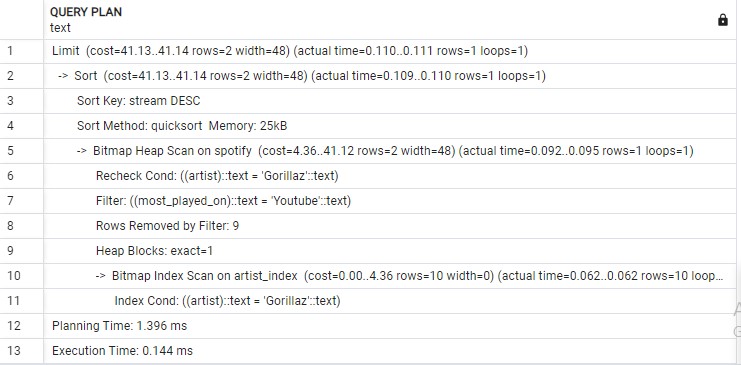 QUERY PLAN
text
1 Limit (cost=41.13..41.14 rows=2 width=48) (actual time=0.110..0.111 rows=1 loops=1)
2 -> Sort (cost=41.13..41.14 rows=2 width=48) (actual time=0.109..0.110 rows=1 loops=1)
3 Sort Key: stream DESC
4 Sort Method: quicksort Memory: 25kB
5 -> Bitmap Heap Scan on spotify (cost=4.36..41.12 rows=2 width=48) (actual time=0.092..0.095 rows=1 loops=1)
6 Recheck Cond: ((artist)::text = 'Gorillaz'::text)
7 Filter: ((most_played_on)::text = 'Youtube'::text)
8 Rows Removed by Filter: 9
9 Heap Blocks: exact=1
10 -> Bitmap Index Scan on artist_index (cost=0.00..4.36 rows=10 width=0) (actual time=0.062..0.062 rows=10 loop...
11 Index Cond: ((artist)::text = 'Gorillaz'::text)
12 Planning Time: 1.396 ms
13 Execution Time: 0.144 ms